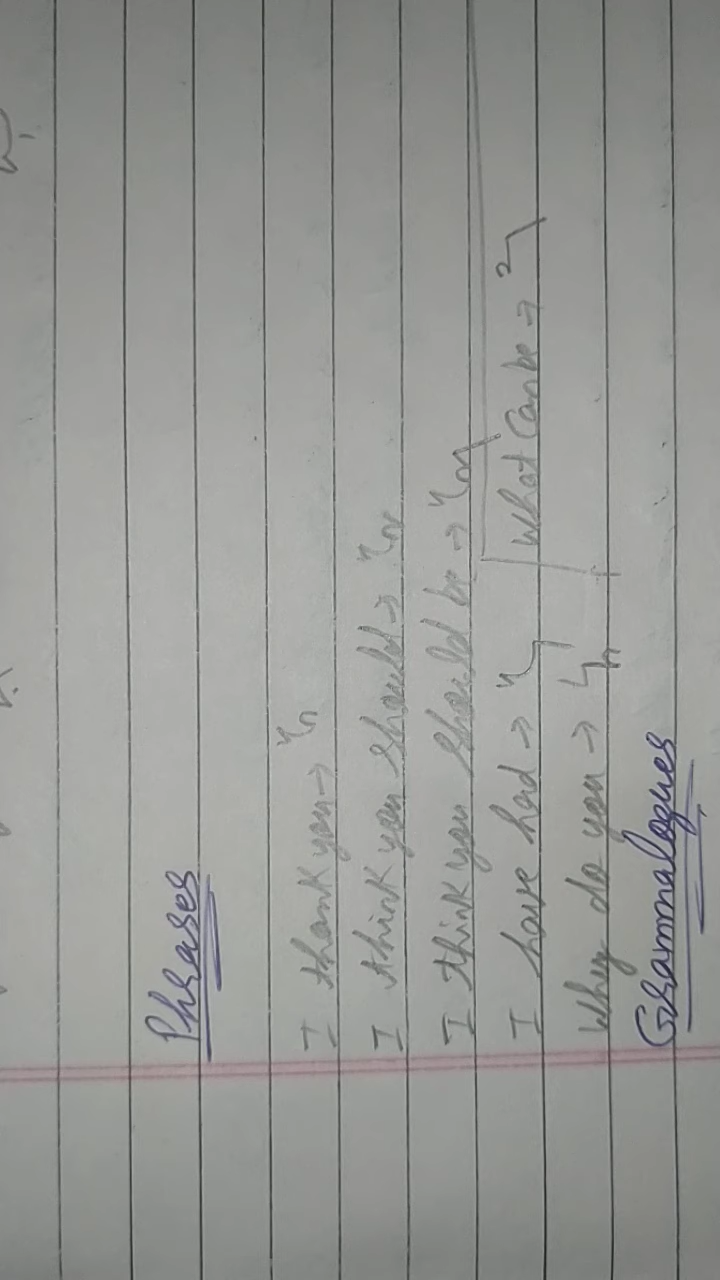 Phrases
I thank you →
I think you should →
I think you should be →
I have had → | What can be →
Why do you →
Grammalogues